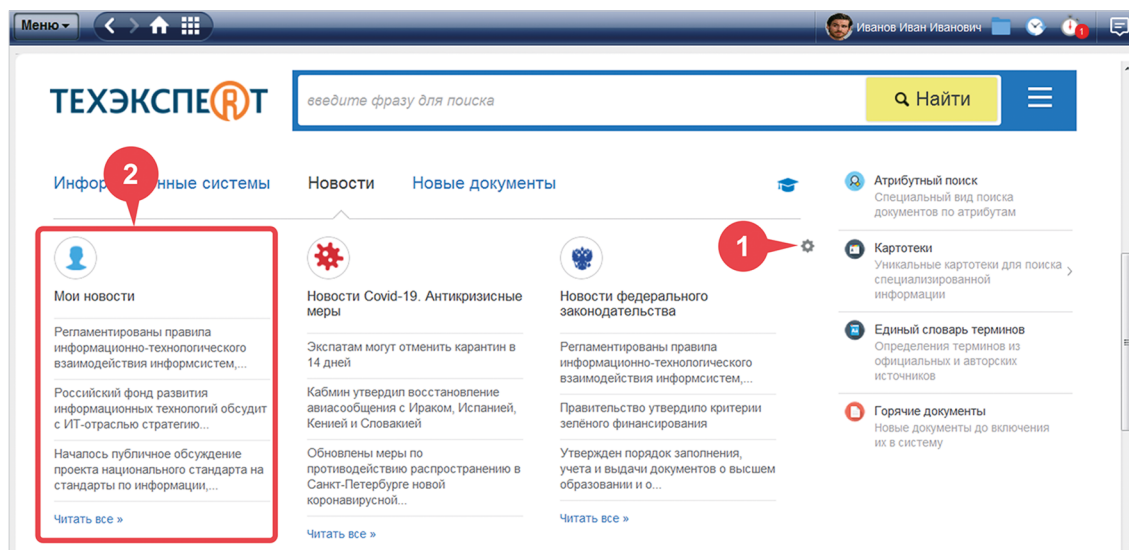 Меню
Иванов Иван Иванович
1
ТЕХЭКСПЕRТ
введите фразу для поиска
Найти
2
Информационные системы
Новости
Новые документы
1
Мои новости
Регламентированы правила
информационно-технологического
взаимодействия информсистем,...
Российский фонд развития
информационных технологий обсудит
с ИТ-отраслью стратегию...
Началось публичное обсуждение
проекта национального стандарта на
стандарты по информации,...
Читать все »
Новости Covid-19. Антикризисные
меры
Экспатам могут отменить карантин в
14 дней
Кабмин утвердил восстановление
авиасообщения с Ираком, Испанией,
Кенией и Словакией
Обновлены меры по
противодействию распространению в
Санкт-Петербурге новой
коронавирусной...
Читать все »
Новости федерального
законодательства
Регламентированы правила
информационно-технологического
взаимодействия информсистем,...
Правительство утвердило критерии
зелёного финансирования
Утвержден порядок заполнения,
учета и выдачи документов о высшем
образовании и о...
Читать все »
Атрибутный поиск
Специальный вид поиска
документов по атрибутам
Картотеки
Уникальные картотеки для поиска
специализированной
информации
Единый словарь терминов
Определения терминов из
официальных и авторских
источников
Горячие документы
Новые документы до включения
их в систему